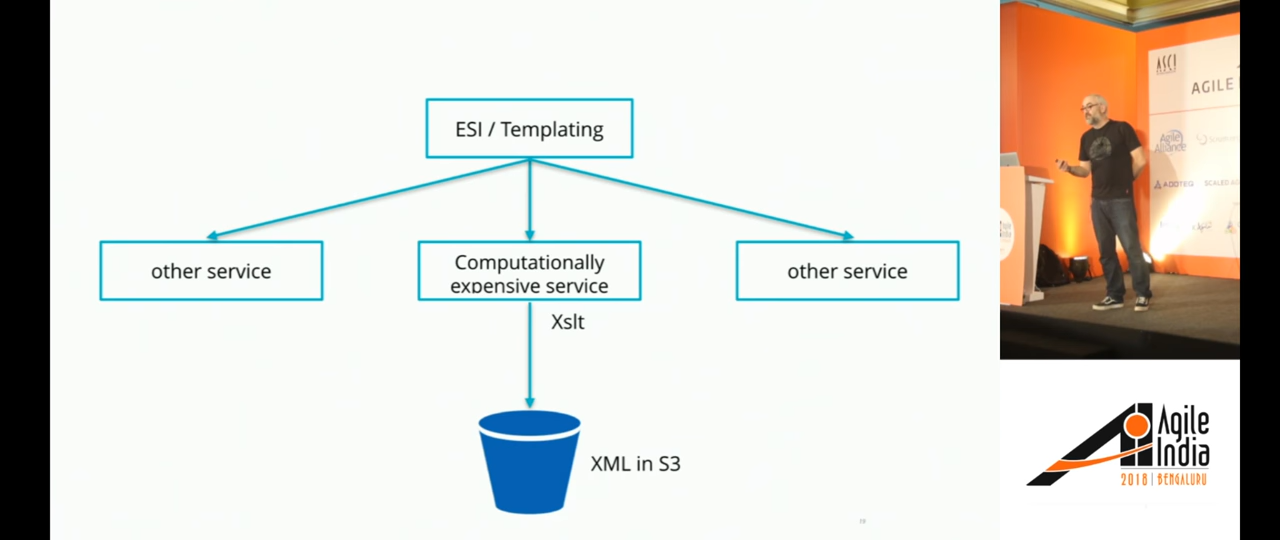 ESI / Templating
other service
Computationally
expensive service
other service
Xslt
XML in S3
ASCI
AGILE
Agile
Alliance
SCALED
Agile
India
2018 | BENGALURU